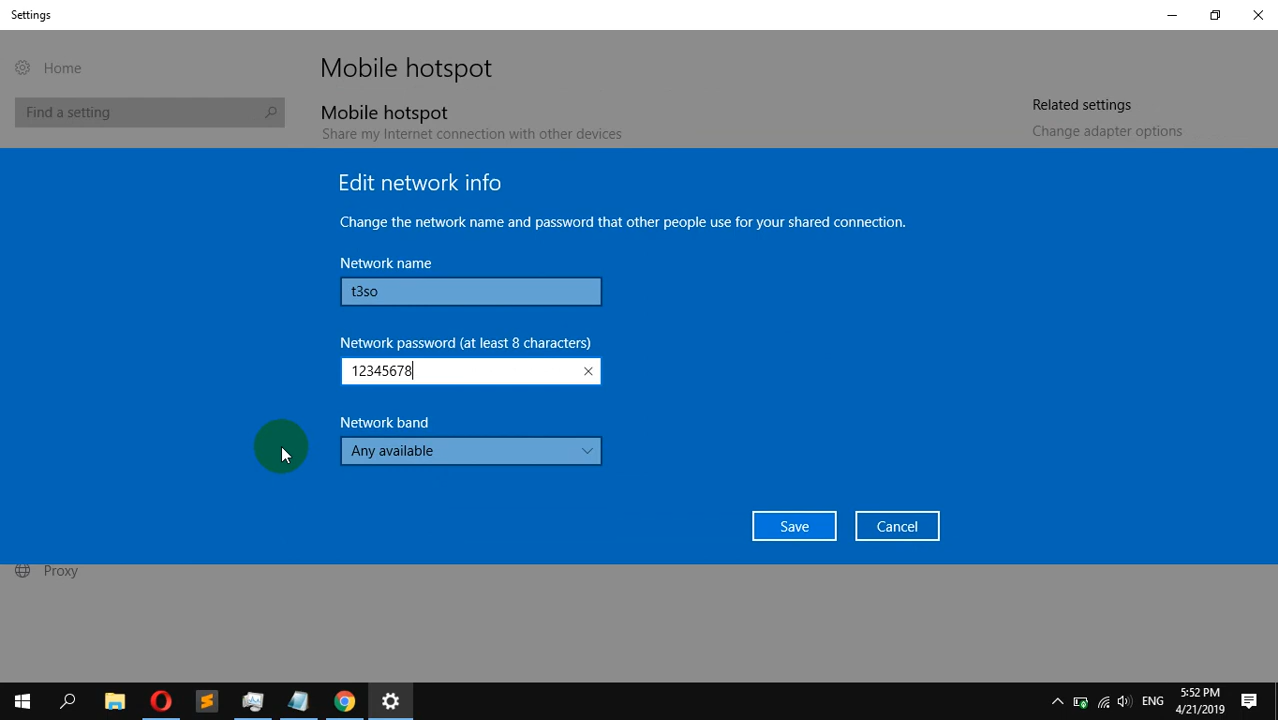 Settings
Home
Mobile hotspot
Find a setting
Mobile hotspot
Share my Internet connection with other devices
Related settings
Change adapter options
Edit network info
Change the network name and password that other people use for your shared connection.
Network name
t3so
Network password (at least 8 characters)
12345678
Network band
Any available
Save
Cancel
Proxy
ENG
5:52 PM
4/21/2019